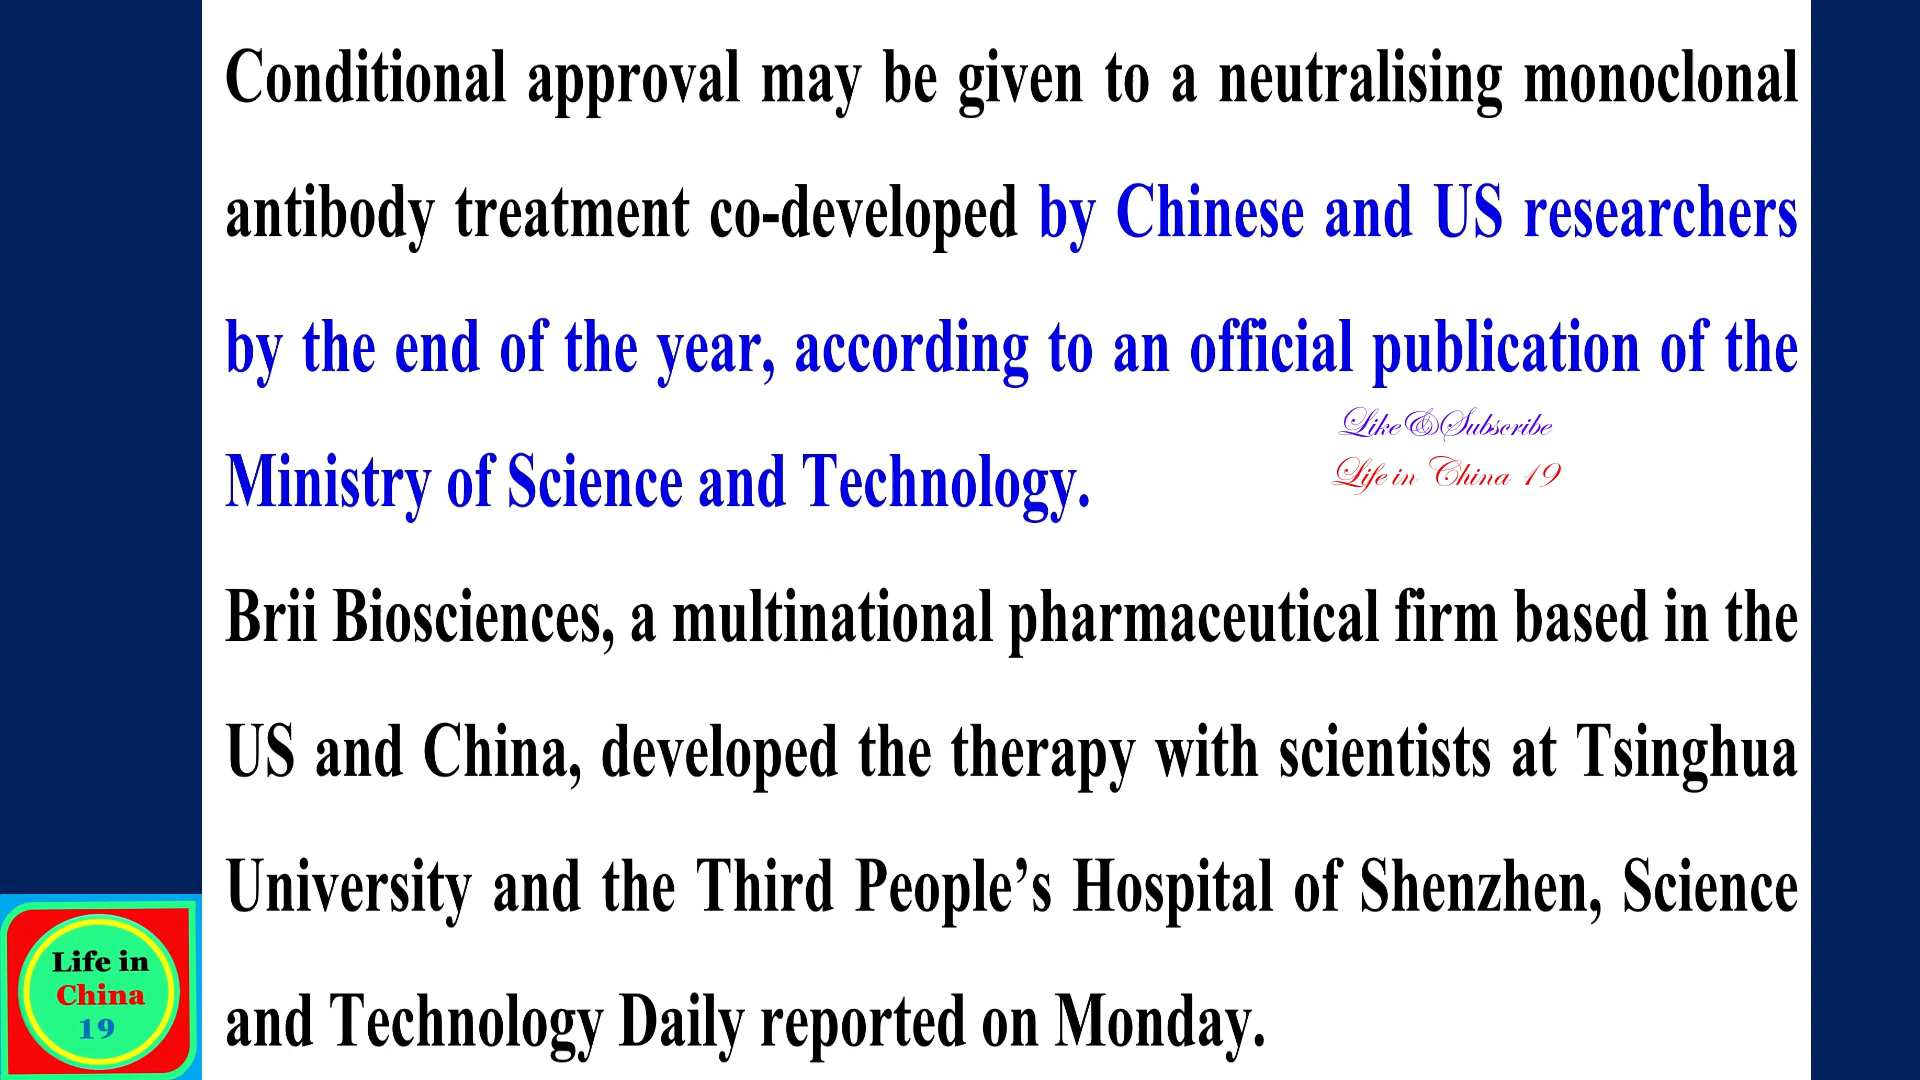 Conditional approval may be given to a neutralising monoclonal
antibody treatment co-developed by Chinese and US researchers
by the end of the year, according to an official publication of the
Like&Subscribe
Ministry of Science and Technology.
Life in China 19
Brii Biosciences, a multinational pharmaceutical firm based in the
US and China, developed the therapy with scientists at Tsinghua
University and the Third People’s Hospital of Shenzhen, Science
and Technology Daily reported on Monday.
Life in
China
19